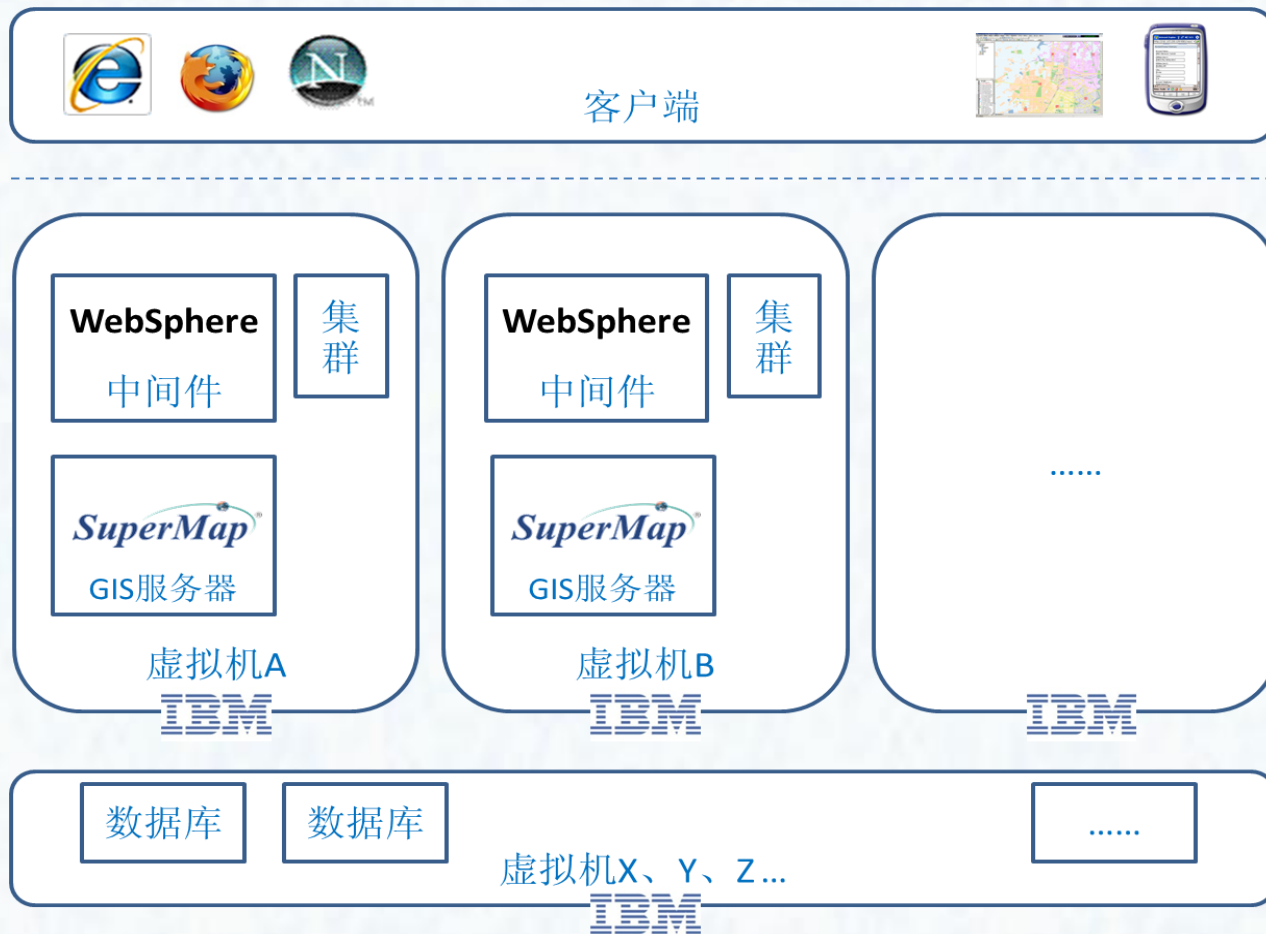 客户端
WebSphere
中间件
集群
SuperMap®
GIS服务器
虚拟机A
IBM
WebSphere
中间件
集群
SuperMap®
GIS服务器
虚拟机B
IBM
……
IBM
数据库
数据库
……
虚拟机X、Y、Z…
IBM